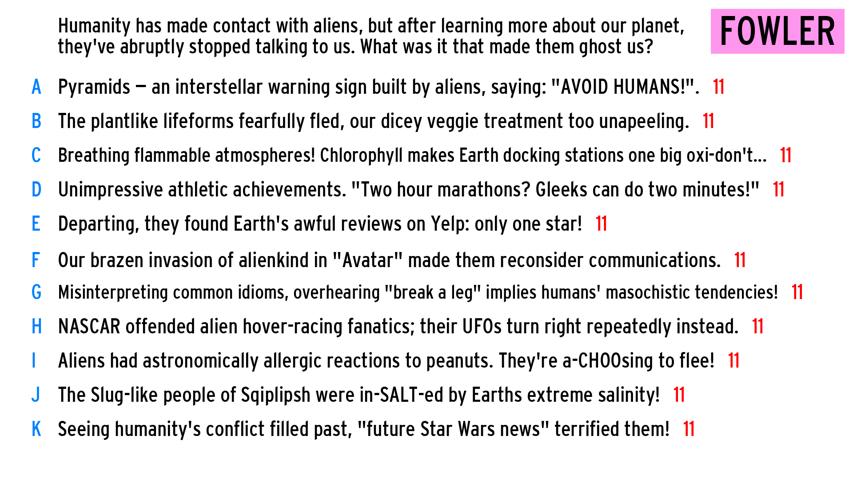 Humanity has made contact with aliens, but after learning more about our planet,
they've abruptly stopped talking to us. What was it that made them ghost us?
FOWLER
A Pyramids – an interstellar warning sign built by aliens, saying: "AVOID HUMANS!". 11
B The plantlike lifeforms fearfully fled, our dicey veggie treatment too unapeeling. 11
C Breathing flammable atmospheres! Chlorophyll makes Earth docking stations one big oxi-don't... 11
D Unimpressive athletic achievements. "Two hour marathons? Gleeks can do two minutes!" 11
E Departing, they found Earth's awful reviews on Yelp: only one star! 11
F Our brazen invasion of alienkind in "Avatar" made them reconsider communications. 11
G Misinterpreting common idioms, overhearing "break a leg" implies humans' masochistic tendencies! 11
H NASCAR offended alien hover-racing fanatics; their UFOs turn right repeatedly instead. 11
I Aliens had astronomically allergic reactions to peanuts. They're a-CHOOsing to flee! 11
J The Slug-like people of Sqiplipsh were in-SALT-ed by Earths extreme salinity! 11
K Seeing humanity's conflict filled past, "future Star Wars news" terrified them! 11